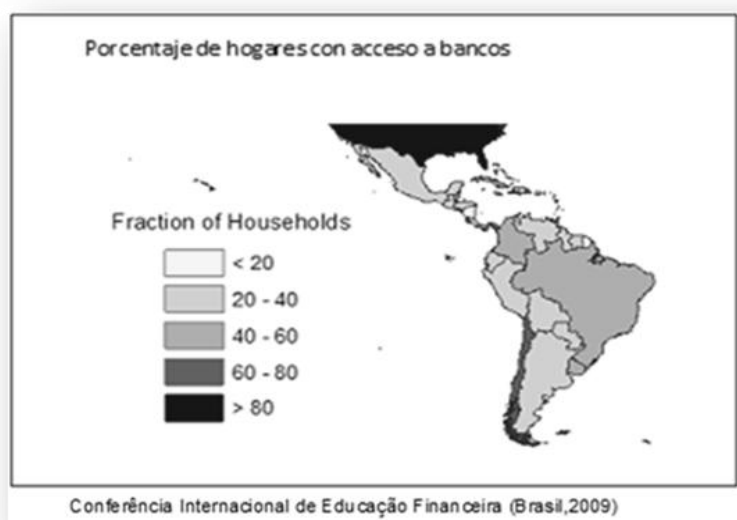 Porcentaje de hogares con acceso a bancos
Fraction of Households
< 20
20 - 40
40 - 60
60 - 80
> 80
Conferência Internacional de Educação Financeira (Brasil,2009)